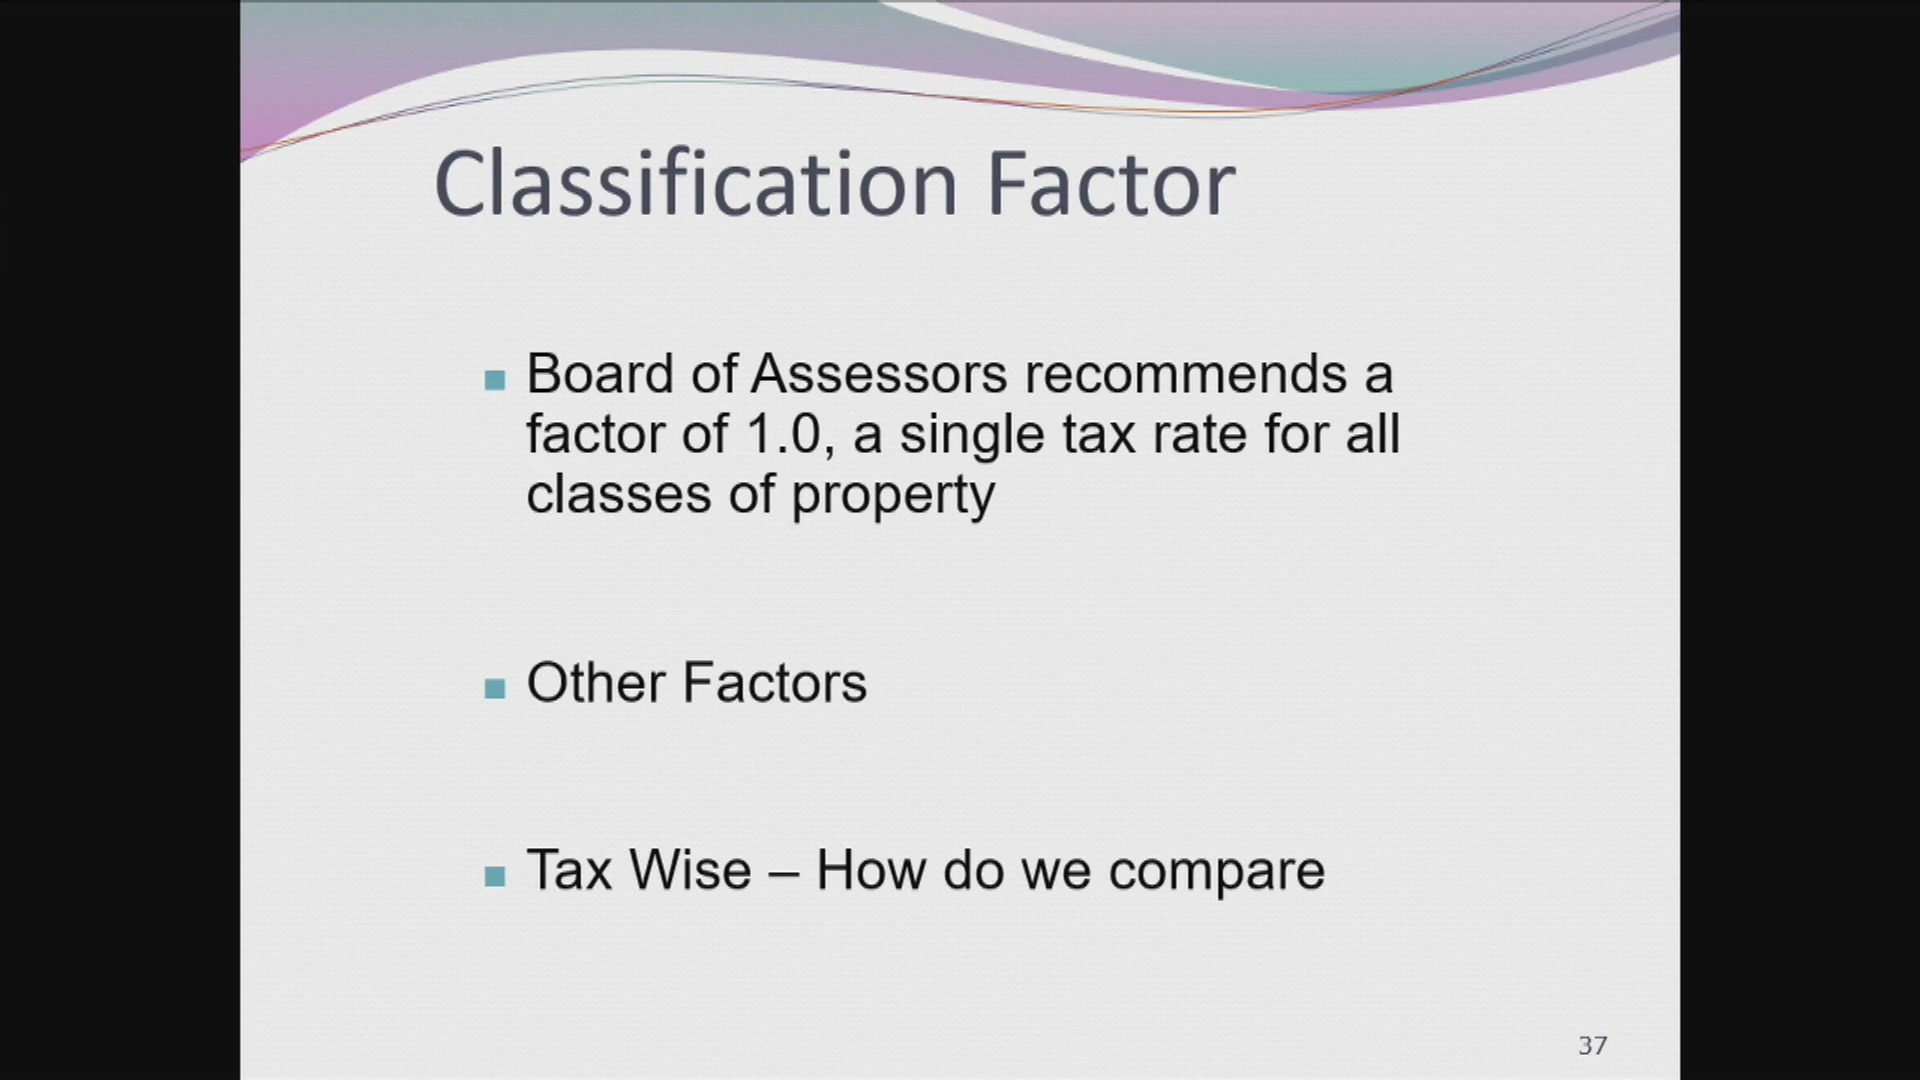 Classification Factor
Board of Assessors recommends a
factor of 1.0, a single tax rate for all
classes of property
Other Factors
Tax Wise – How do we compare
37